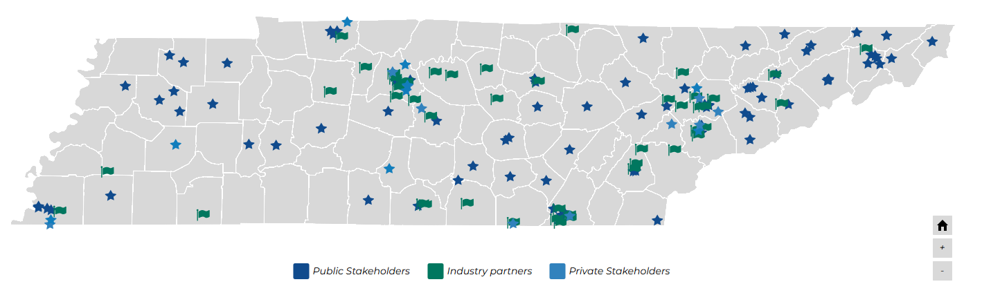 +
-
Public Stakeholders
Industry partners
Private Stakeholders